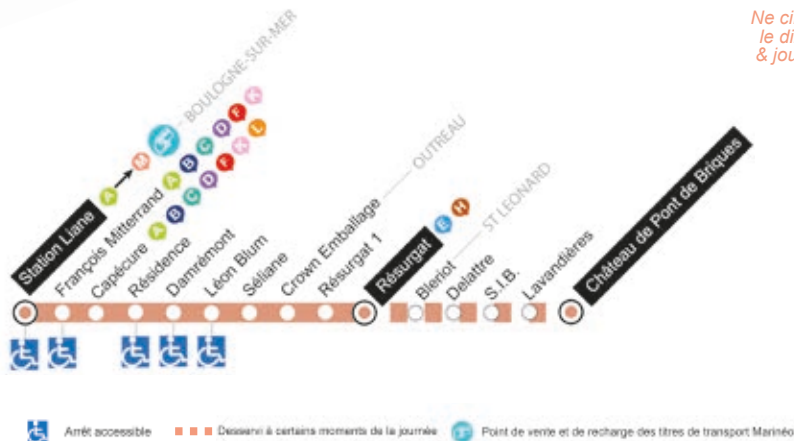 Ne ci
le di
& jou
BOULOGNE-SUR-MER
A M
Station Liane
A B C D F K
François Mitterrand
A B C D F K L
Capécure
Résidence
Damrémont
Léon Blum
Séliane
Crown Emballage
Résurgat 1
OUTREAU
Résurgat
E H
ST LEONARD
Bleriot
Delattre
S.I.B.
Lavandières
Château de Pont de Briques
Arrêt accessible
Desservi à certains moments de la journée
Point de vente et de recharge des titres de transport Marinéo